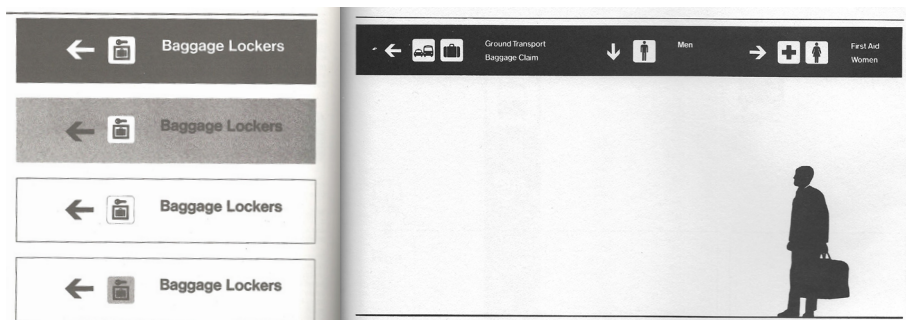 Baggage Lockers
Baggage Lockers
Baggage Lockers
Baggage Lockers
Ground Transport
Baggage Claim
Men
First Aid
Women